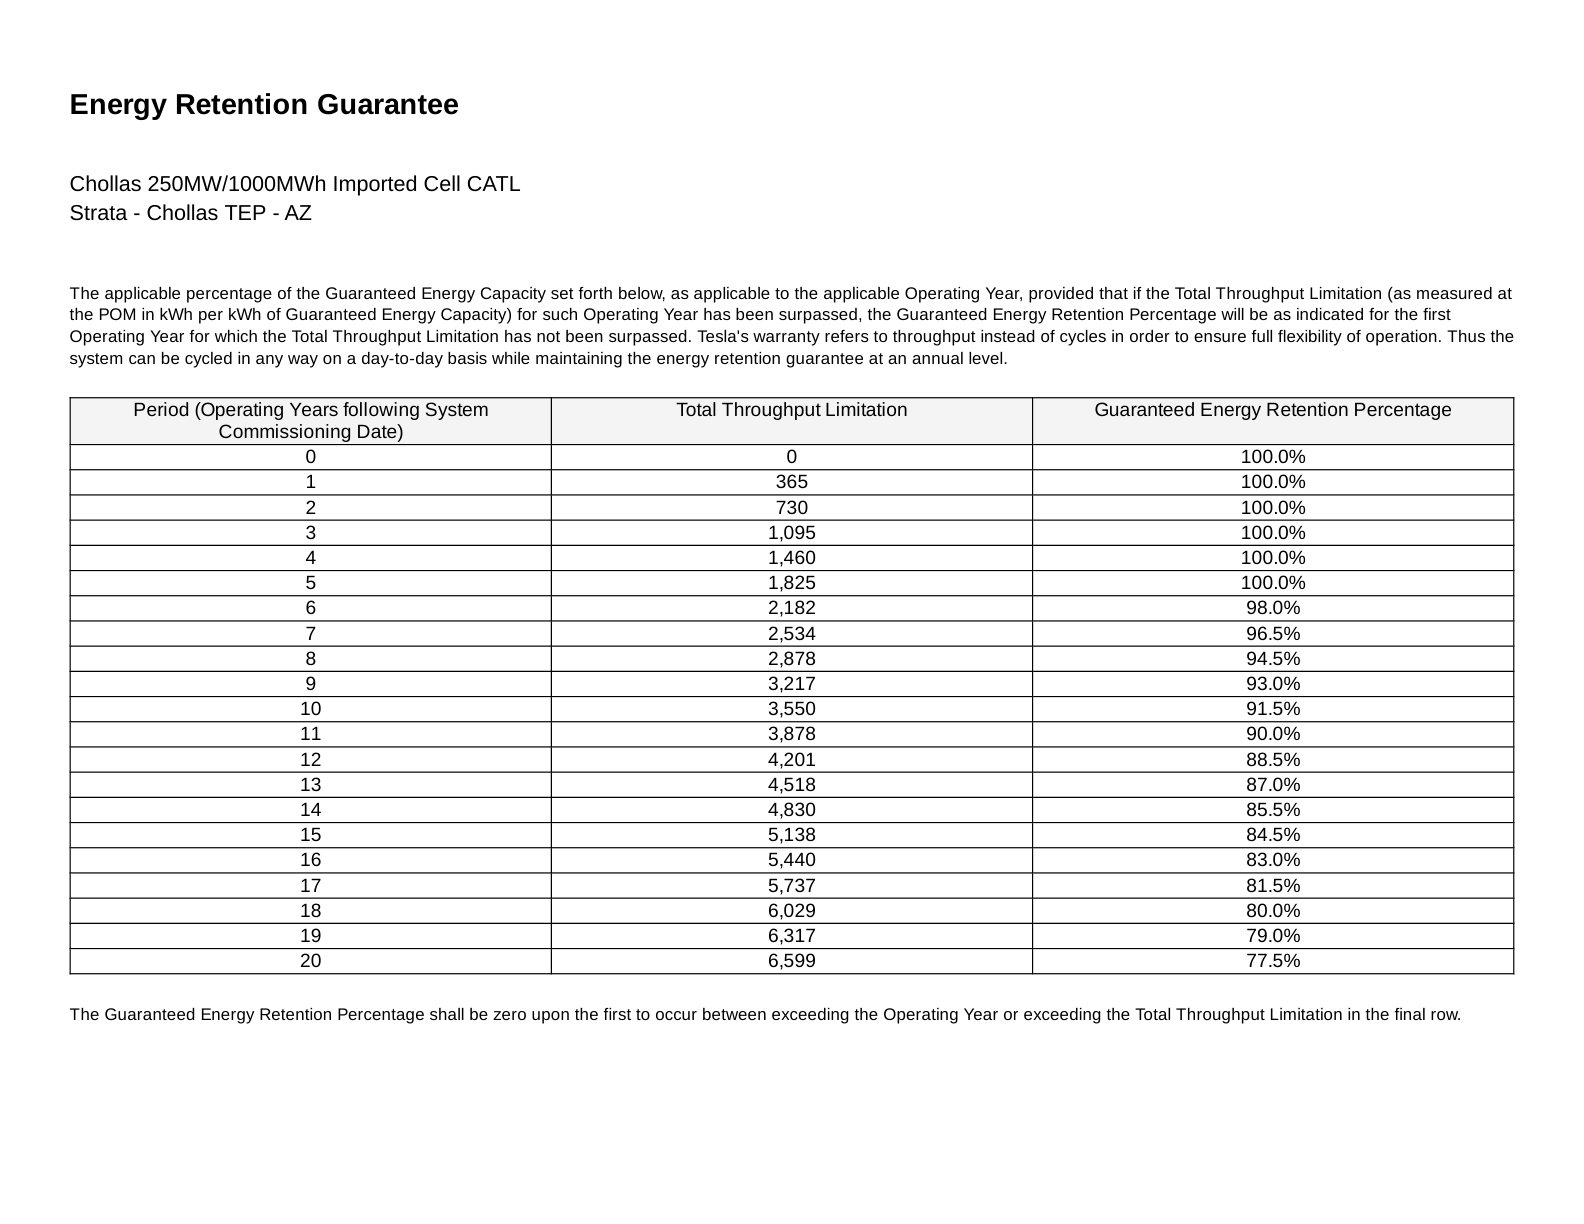 Energy Retention Guarantee
Chollas 250MW/1000MWh Imported Cell CATL
Strata - Chollas TEP - AZ
The applicable percentage of the Guaranteed Energy Capacity set forth below, as applicable to the applicable Operating Year, provided that if the Total Throughput Limitation (as measured at
the POM in kWh per kWh of Guaranteed Energy Capacity) for such Operating Year has been surpassed, the Guaranteed Energy Retention Percentage will be as indicated for the first
Operating Year for which the Total Throughput Limitation has not been surpassed. Tesla's warranty refers to throughput instead of cycles in order to ensure full flexibility of operation. Thus the
system can be cycled in any way on a day-to-day basis while maintaining the energy retention guarantee at an annual level.
Period (Operating Years following System Total Throughput Limitation Guaranteed Energy Retention Percentage
Commissioning Date)
0 0 100.0%
1 365 100.0%
2 730 100.0%
3 1,095 100.0%
4 1,460 100.0%
5 1,825 100.0%
6 2,182 98.0%
7 2,534 96.5%
8 2,878 94.5%
9 3,217 93.0%
10 3,550 91.5%
11 3,878 90.0%
12 4,201 88.5%
13 4,518 87.0%
14 4,830 85.5%
15 5,138 84.5%
16 5,440 83.0%
17 5,737 81.5%
18 6,029 80.0%
19 6,317 79.0%
20 6,599 77.5%
The Guaranteed Energy Retention Percentage shall be zero upon the first to occur between exceeding the Operating Year or exceeding the Total Throughput Limitation in the final row.